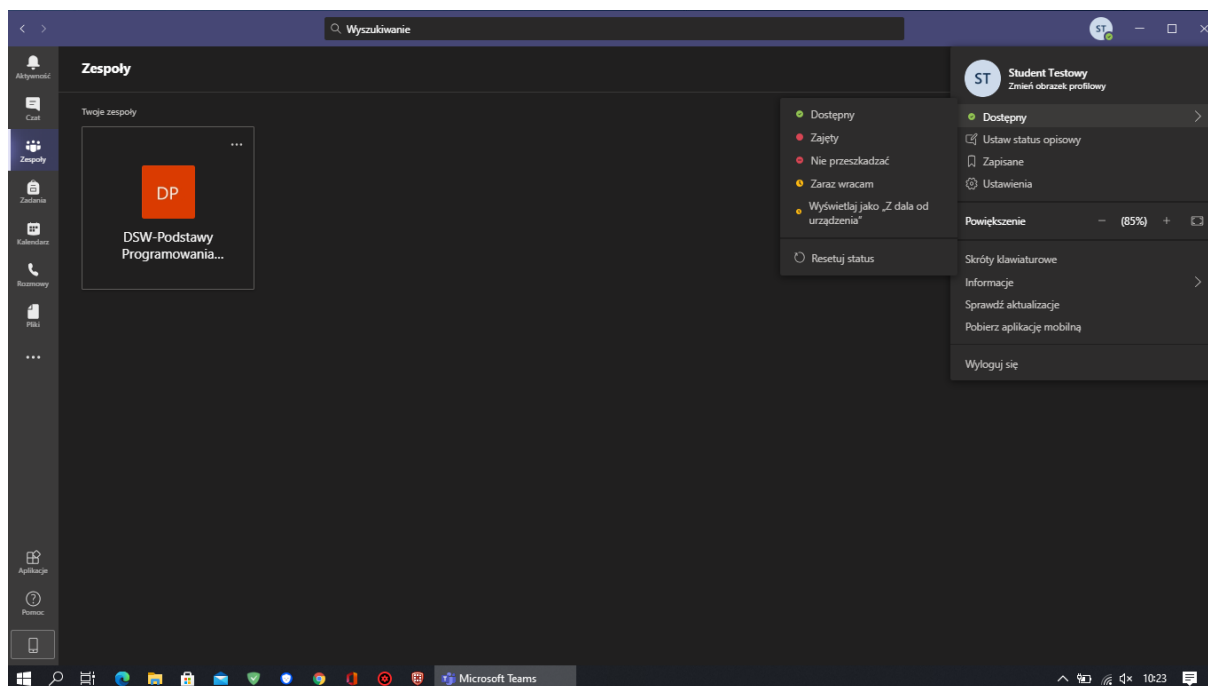 Wyszukiwanie
ST
Aktywność
Czat
Zespoły
Zadania
Kalendarz
Rozmowy
Pliki
Aplikacje
Pomoc
Zespoły
Twoje zespoły
DP
DSW-Podstawy
Programowania...
Dostępny
Zajęty
Nie przeszkadzać
Zaraz wracam
Wyświetlaj jako „Z dala od
urządzenia”
Resetuj status
ST
Student Testowy
Zmień obrazek profilowy
Dostępny
Ustaw status opisowy
Zapisane
Ustawienia
Powiększenie − (85%) +
Skróty klawiaturowe
Informacje
Sprawdź aktualizacje
Pobierz aplikację mobilną
Wyloguj się
Microsoft Teams
10:23